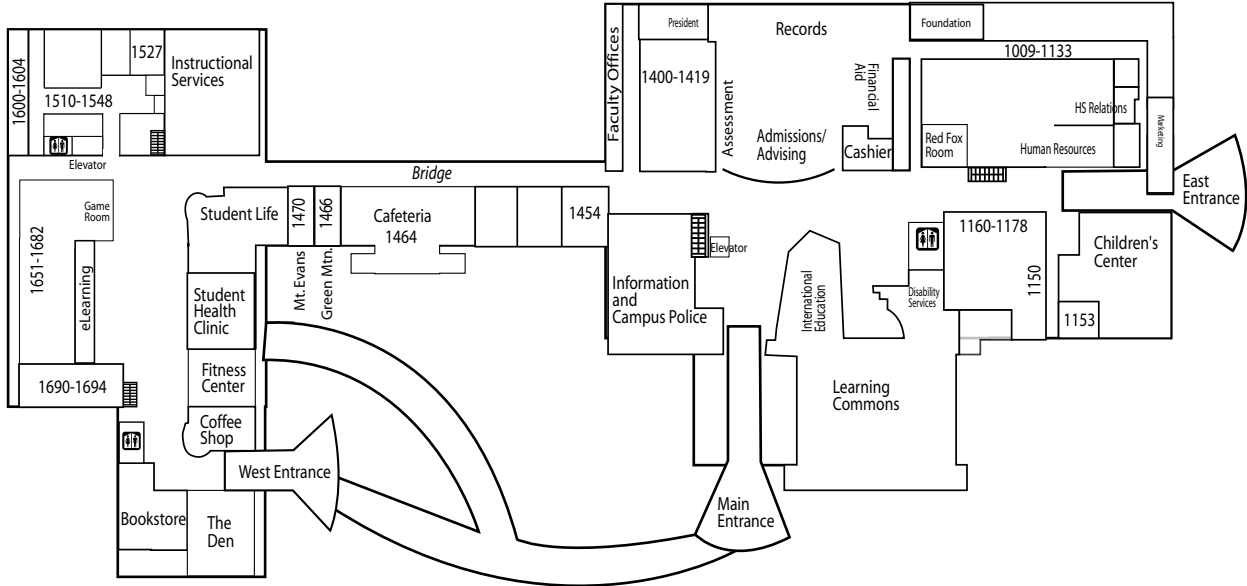 President
Records
Foundation
1009-1133
1527
Instructional
Services
1600-1604
1510-1548
Elevator
Faculty Offices
1400-1419
Assessment
Financial
Aid
Admissions/
Advising
Cashier
HS Relations
Red Fox
Room
Human Resources
Marketing
East
Entrance
Bridge
Game
Room
Student Life
1470
1466
Cafeteria
1464
1454
1651-1682
eLearning
Mt. Evans
Green Mtn.
Elevator
1160-1178
1150
Children's
Center
1153
Student
Health
Clinic
Information
and
Campus Police
International
Education
Disability
Services
1690-1694
Fitness
Center
Learning
Commons
Coffee
Shop
West Entrance
Main
Entrance
Bookstore
The
Den